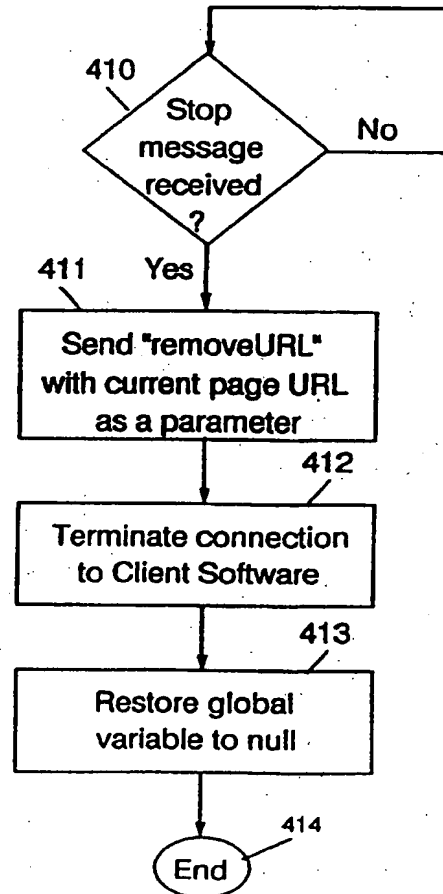 410
Stop
message
received
?
No
Yes
411
Send "removeURL"
with current page URL
as a parameter
412
Terminate connection
to Client Software
413
Restore global
variable to null
414
End